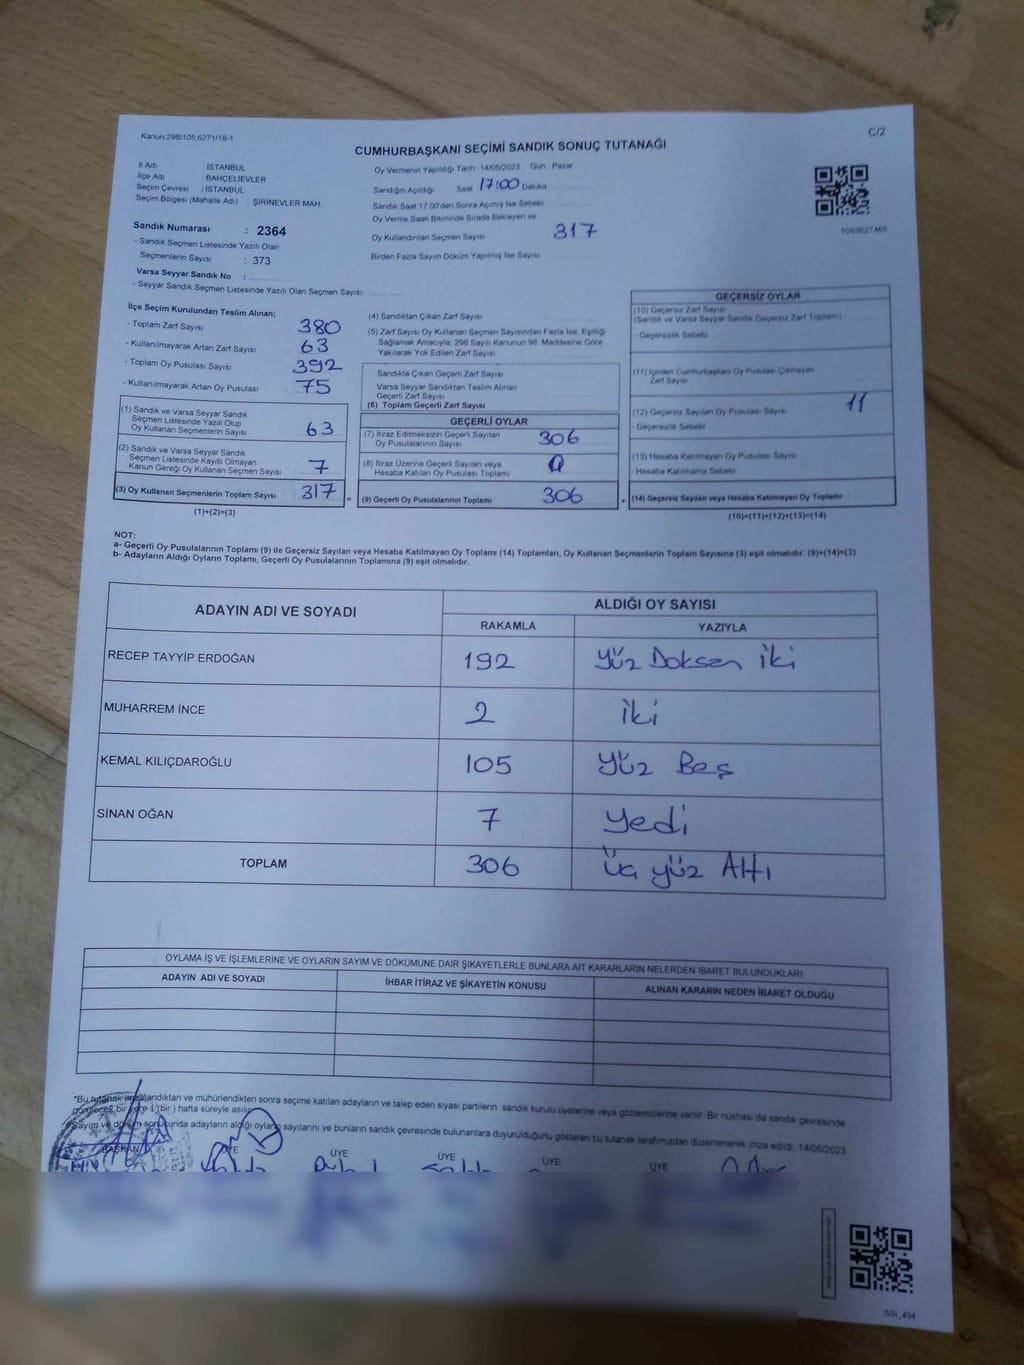 Kanun:298/105,6271/18-1
C/2
CUMHURBAŞKANI SEÇİMİ SANDIK SONUÇ TUTANAĞI
İl Adı : İSTANBUL
İlçe Adı : BAHÇELİEVLER
Seçim Çevresi : İSTANBUL
Seçim Bölgesi (Mahalle Adı) : ŞİRİNEVLER MAH.
Sandık Numarası : 2364
- Sandık Seçmen Listesinde Yazılı Olan
Seçmenlerin Sayısı : 373
Varsa Seyyar Sandık No :
- Seyyar Sandık Seçmen Listesinde Yazılı Olan Seçmen Sayısı
Oy Vermenin Yapıldığı Tarih 14/05/2023 Gün Pazar
Sandığın Açıldığı Saat 17:00 Dakika
Sandık Saat 17.00'den Sonra Açılmış İse Sebebi
Oy Verme Saati Bitiminde Sırada Bekleyen ve
Oy Kullandırılan Seçmen Sayısı 317
Birden Fazla Sayım Döküm Yapılmış İse Sayısı
1093627465
İlçe Seçim Kurulundan Teslim Alınan;
- Toplam Zarf Sayısı 380
- Kullanılmayarak Artan Zarf Sayısı 63
- Toplam Oy Pusulası Sayısı 392
- Kullanılmayarak Artan Oy Pusulası 75
(1) Sandık ve Varsa Seyyar Sandık
Seçmen Listesinde Yazılı Olup
Oy Kullanan Seçmenlerin Sayısı 63
(2) Sandık ve Varsa Seyyar Sandık
Seçmen Listesinde Kayıtlı Olmayan
Kanun Gereği Oy Kullanan Seçmen Sayısı 7
(3) Oy Kullanan Seçmenlerin Toplam Sayısı 317 =
(1)+(2)=(3)
(4) Sandıktan Çıkan Zarf Sayısı
(5) Zarf Sayısı Oy Kullanan Seçmen Sayısından Fazla İse, Eşitliği
Sağlamak Amacıyla, 298 Sayılı Kanunun 98. Maddesine Göre
Yakılarak Yok Edilen Zarf Sayısı
Sandıkta Çıkan Geçerli Zarf Sayısı
Varsa Seyyar Sandıktan Teslim Alınan
Geçerli Zarf Sayısı
(6) Toplam Geçerli Zarf Sayısı
GEÇERLİ OYLAR
(7) İtiraz Edilmeksizin Geçerli Sayılan
Oy Pusulalarının Sayısı 306
(8) İtiraz Üzerine Geçerli Sayılan veya
Hesaba Katılan Oy Pusulası Toplamı
(9) Geçerli Oy Pusulalarının Toplamı 306 +
GEÇERSİZ OYLAR
(10) Geçersiz Zarf Sayısı
(Sandık ve Varsa Seyyar Sandık Geçersiz Zarf Toplamı)
- Geçersizlik Sebebi
(11) İçinden Cumhurbaşkanı Oy Pusulası Çıkmayan
Zarf Sayısı
(12) Geçersiz Sayılan Oy Pusulası Sayısı 11
- Geçersizlik Sebebi
(13) Hesaba Katılmayan Oy Pusulası Sayısı
- Hesaba Katılmama Sebebi
(14) Geçersiz Sayılan veya Hesaba Katılmayan Oy Toplamı
(10)+(11)+(12)+(13)=(14)
NOT:
a- Geçerli Oy Pusulalarının Toplamı (9) ile Geçersiz Sayılan veya Hesaba Katılmayan Oy Toplamı (14) Toplamları, Oy Kullanan Seçmenlerin Toplam Sayısına (3) eşit olmalıdır. (9)+(14)=(3)
b- Adayların Aldığı Oyların Toplamı, Geçerli Oy Pusulalarının Toplamına (9) eşit olmalıdır.
ADAYIN ADI VE SOYADI
ALDIĞI OY SAYISI
RAKAMLA YAZIYLA
RECEP TAYYİP ERDOĞAN 192 Yüz Doksan iki
MUHARREM İNCE 2 iki
KEMAL KILIÇDAROĞLU 105 Yüz Beş
SİNAN OĞAN 7 Yedi
TOPLAM 306 Üç yüz Altı
OYLAMA İŞ VE İŞLEMLERİNE VE OYLARIN SAYIM VE DÖKÜMÜNE DAİR ŞİKAYETLERLE BUNLARA AİT KARARLARIN NELERDEN İBARET BULUNDUKLARI
ADAYIN ADI VE SOYADI İHBAR İTİRAZ VE ŞİKAYETİN KONUSU ALINAN KARARIN NEDEN İBARET OLDUĞU
*Bu tutanak imzalandıktan ve mühürlendikten sonra seçime katılan adayların ve talep eden siyasi partilerin sandık kurulu üyelerine veya gözlemcilerine verilir. Bir nüshası da sandık çevresinde
görülecek bir yere 1 (bir) hafta süreyle asılır.
Sayım ve döküm sonucunda adayların aldığı oyların sayılarını ve bunların sandık çevresinde bulunanlara duyurulduğunu gösteren bu tutanak tarafımızdan düzenlenerek imza edildi. 14/05/2023
BAŞKAN ÜYE ÜYE ÜYE ÜYE ÜYE
SSI_404